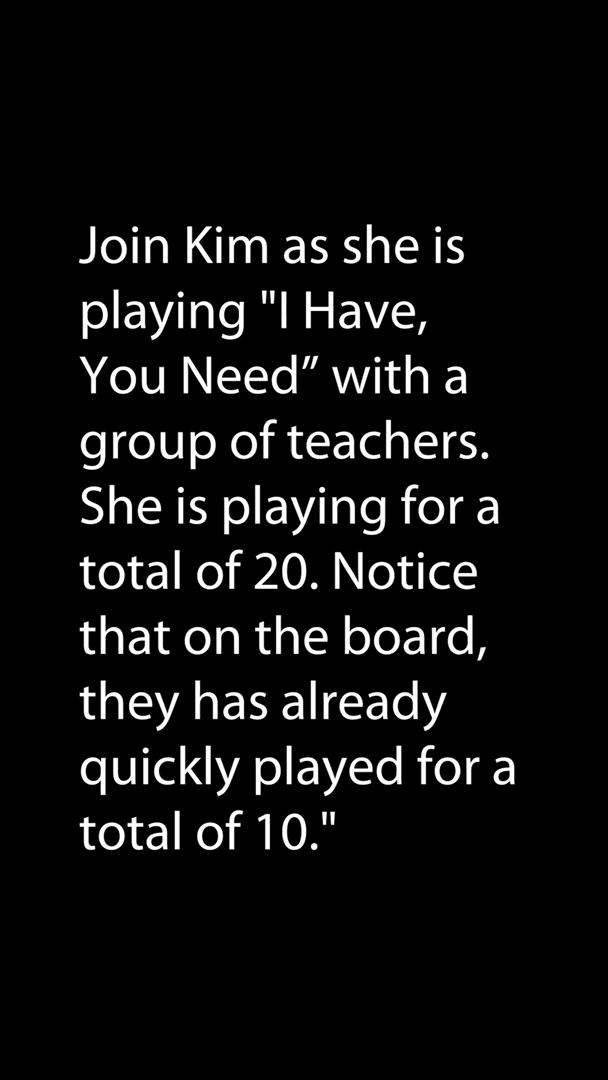 Join Kim as she is
playing "I Have,
You Need” with a
group of teachers.
She is playing for a
total of 20. Notice
that on the board,
they has already
quickly played for a
total of 10."